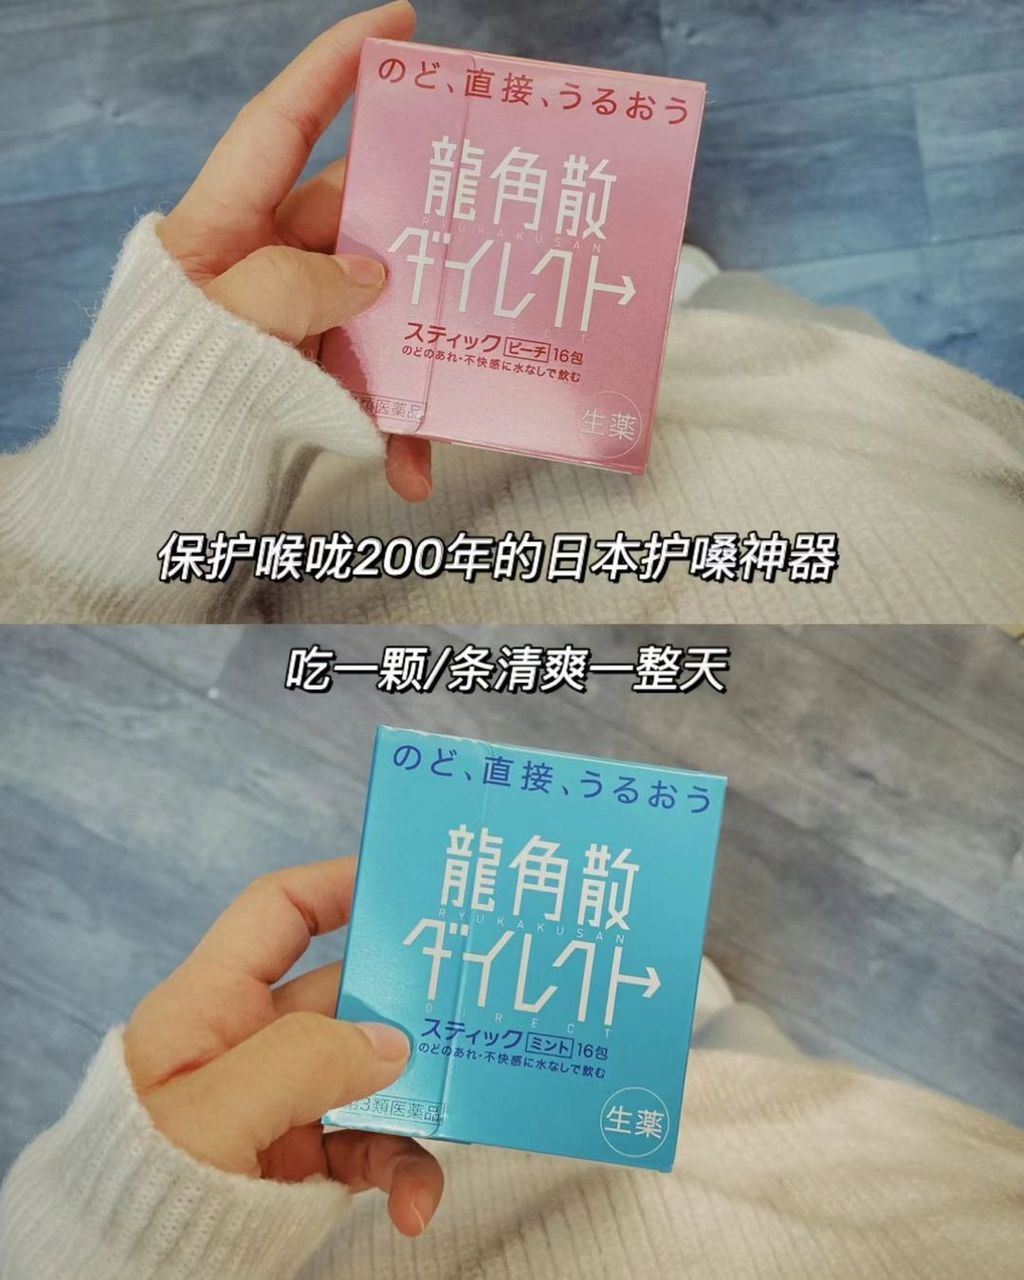 のど、直接、うるおう
龍角散
RYUKAKUSAN
ダイレクト
スティック ピーチ 16包
のどのあれ・不快感に水なしで飲む
類医薬品
生薬
保护喉咙200年的日本护嗓神器
吃一颗/条清爽一整天
のど、直接、うるおう
龍角散
RYUKAKUSAN
ダイレクト
DIRECT
スティック ミント 16包
のどのあれ・不快感に水なしで飲む
第3類医薬品
生薬